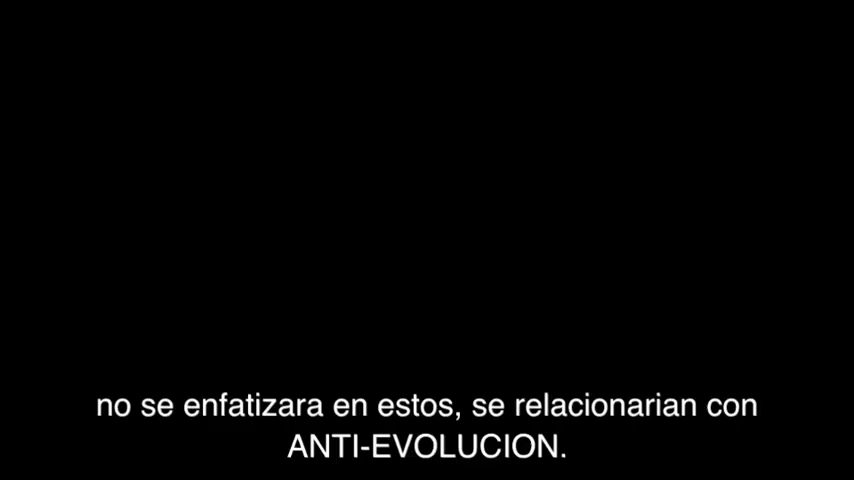 no se enfatizara en estos, se relacionarian con
ANTI-EVOLUCION.